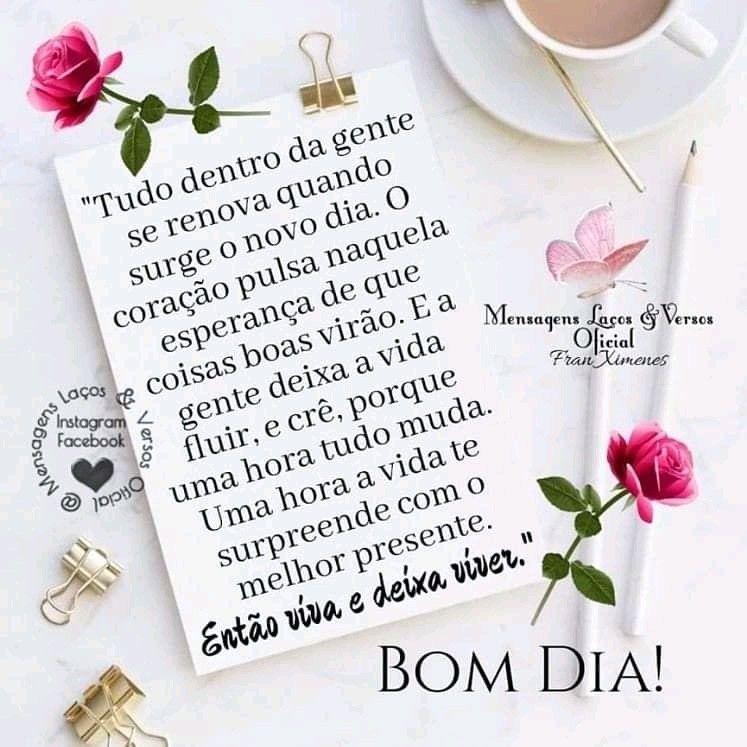 "Tudo dentro da gente
se renova quando
surge o novo dia. O
coração pulsa naquela
esperança de que
coisas boas virão. E a
gente deixa a vida
fluir, e crê, porque
uma hora tudo muda.
Uma hora a vida te
surpreende com o
melhor presente.
Então viva e deixa viver."
Mensagens Laços & Versos
Oficial
Fran Ximenes
@ Mensagens Laços & Versos Oficial
Instagram
Facebook
BOM DIA!